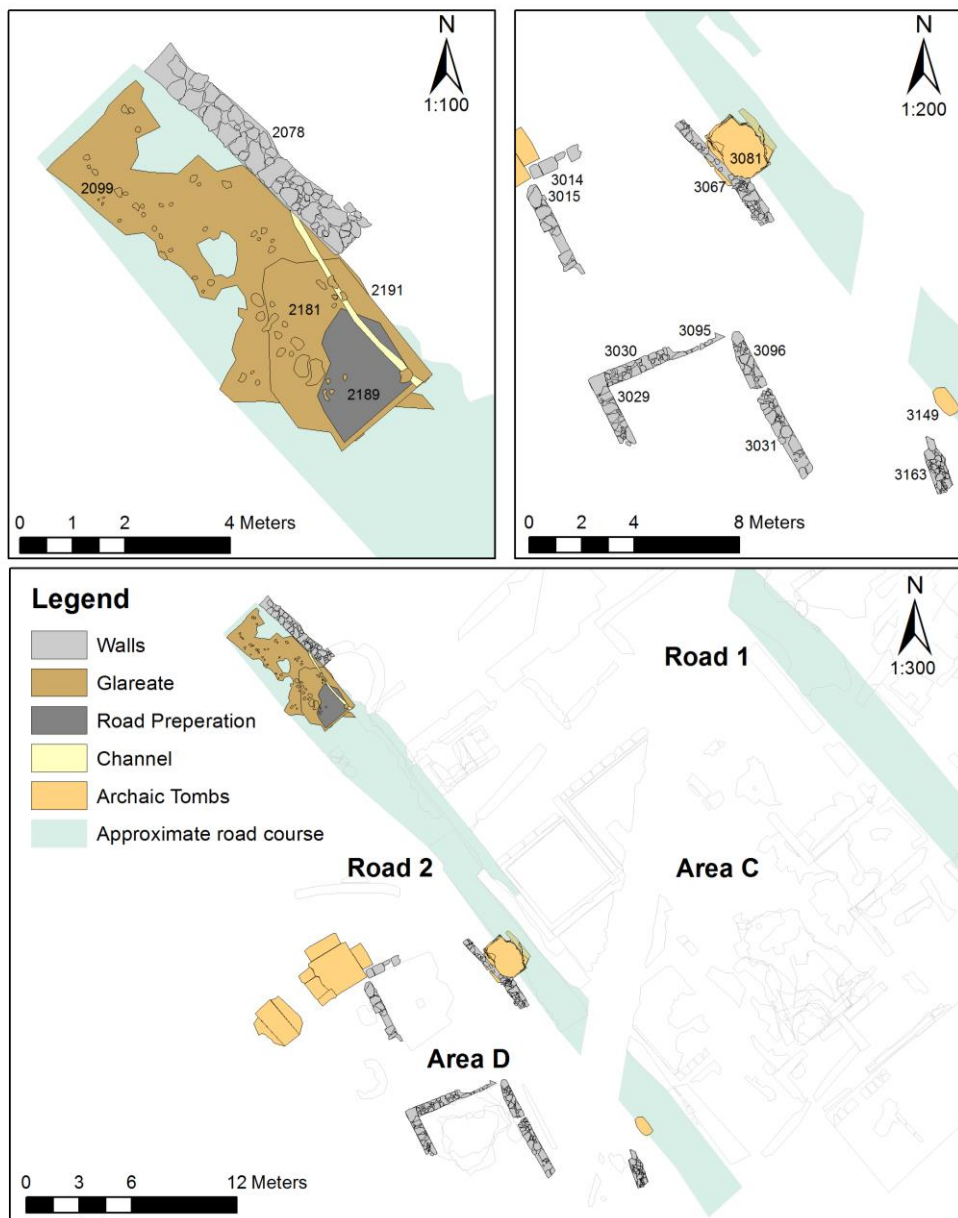 N
1:100
2078
2099
2191
2181
2189
0 1 2 4 Meters
N
1:200
3081
3014
3067
3015
3095
3030
3096
3029
3149
3031
3163
0 2 4 8 Meters
Legend
Walls
Glareate
Road Preperation
Channel
Archaic Tombs
Approximate road course
N
1:300
Road 1
Road 2
Area C
Area D
0 3 6 12 Meters